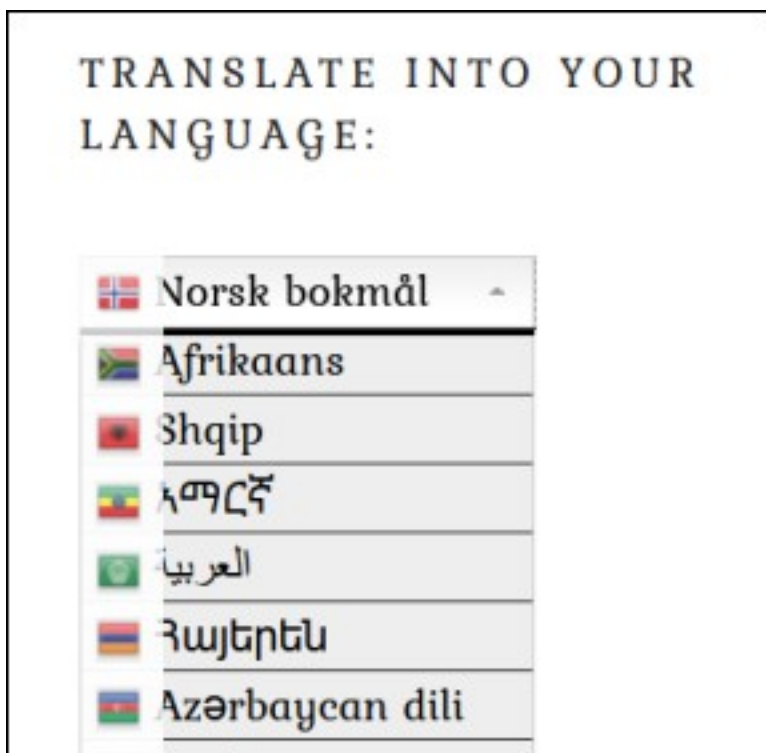 TRANSLATE INTO YOUR
LANGUAGE:
Norsk bokmål
Afrikaans
Shqip
አማርኛ
العربية
Հայերեն
Azərbaycan dili